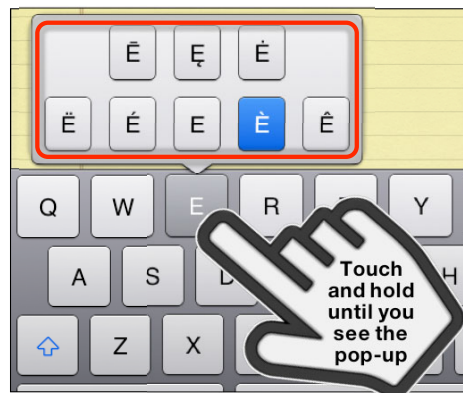 Ē Ę Ė
Ë É E È Ê
Q W E R Y
A S H
Z X
Touch
and hold
until you
see the
pop-up